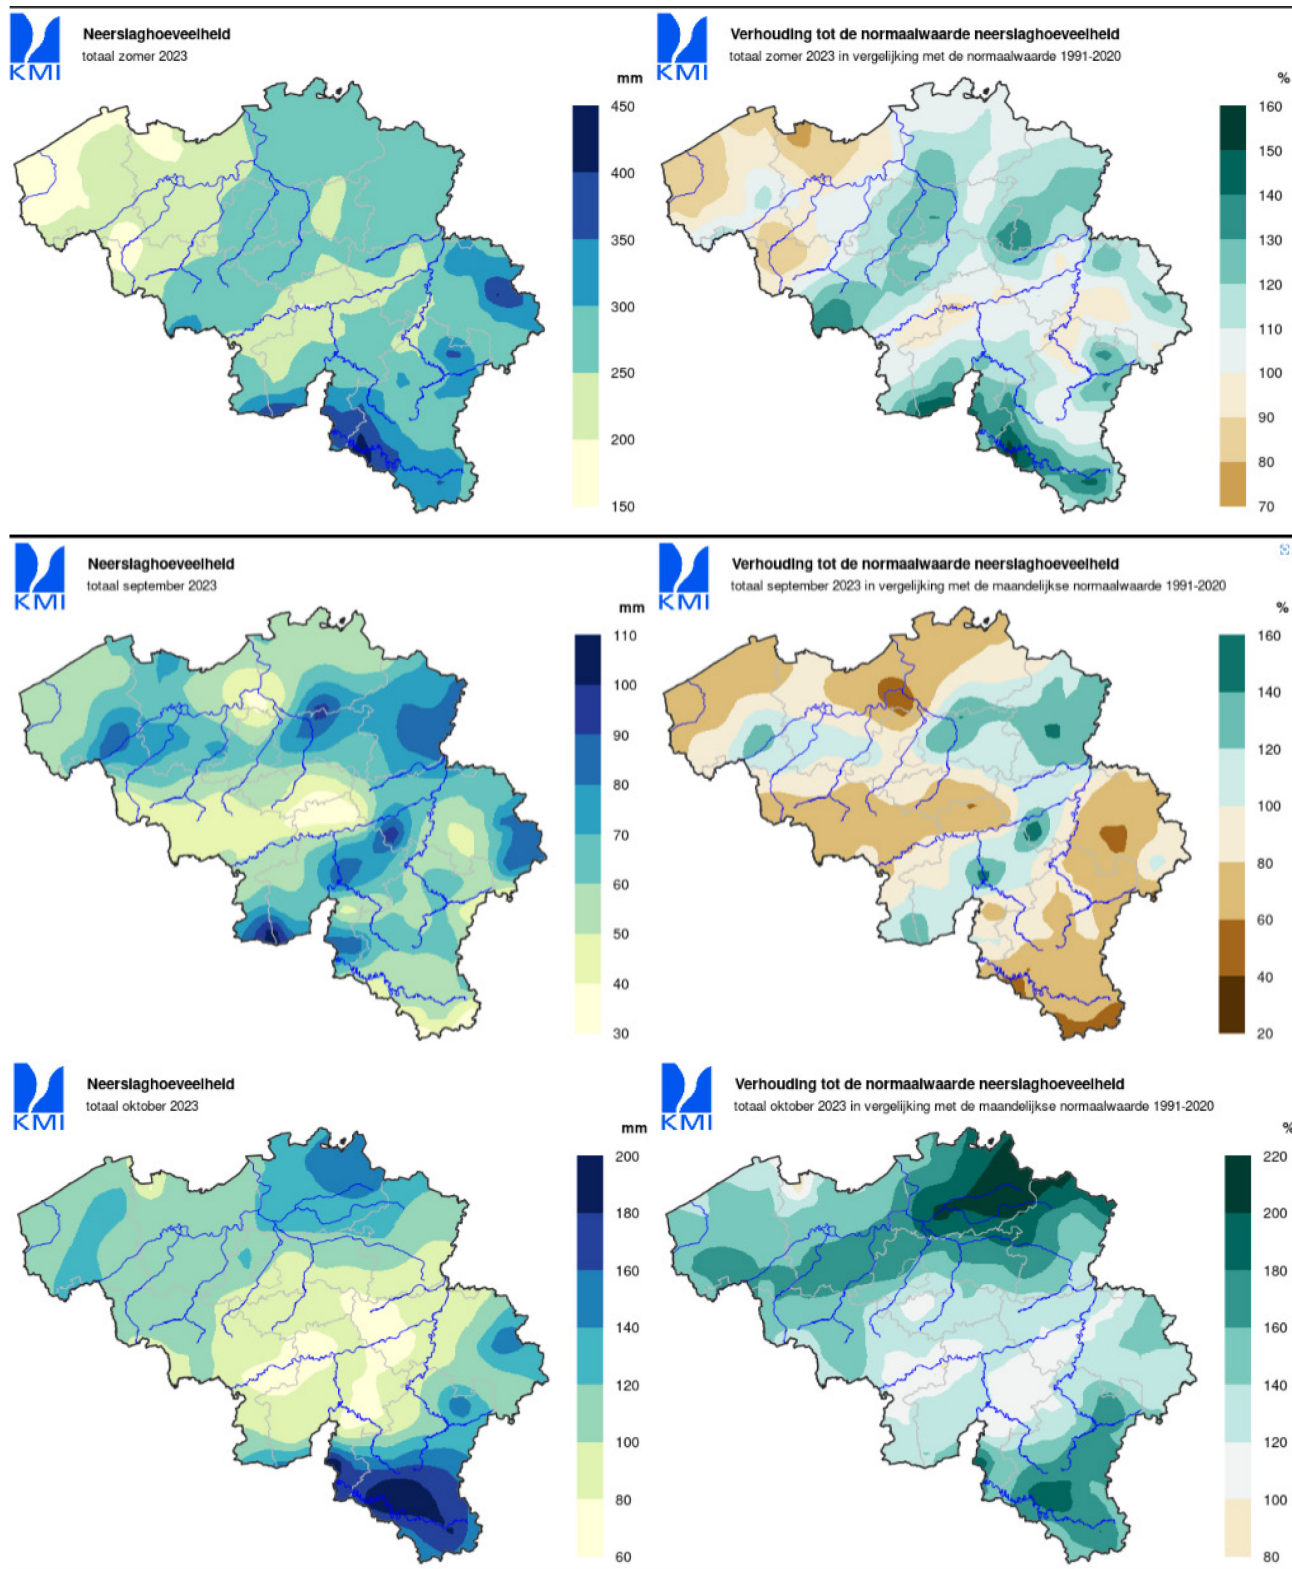 KMI
Neerslaghoeveelheid
totaal zomer 2023
mm
450
400
350
300
250
200
150
KMI
Verhouding tot de normaalwaarde neerslaghoeveelheid
totaal zomer 2023 in vergelijking met de normaalwaarde 1991-2020
%
160
150
140
130
120
110
100
90
80
70
KMI
Neerslaghoeveelheid
totaal september 2023
mm
110
100
90
80
70
60
50
40
30
KMI
Verhouding tot de normaalwaarde neerslaghoeveelheid
totaal september 2023 in vergelijking met de maandelijkse normaalwaarde 1991-2020
%
160
140
120
100
80
60
40
20
KMI
Neerslaghoeveelheid
totaal oktober 2023
mm
200
180
160
140
120
100
80
60
KMI
Verhouding tot de normaalwaarde neerslaghoeveelheid
totaal oktober 2023 in vergelijking met de maandelijkse normaalwaarde 1991-2020
%
220
200
180
160
140
120
100
80